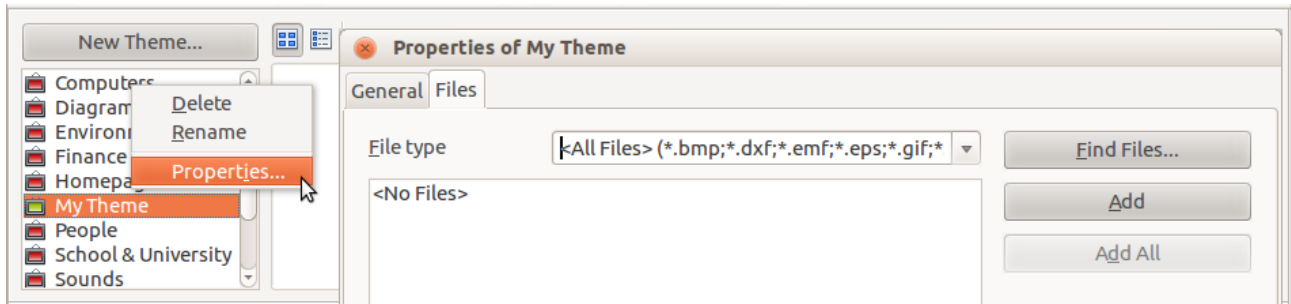 New Theme...
Computers
Diagram
Environ
Finance
Homepa
My Theme
People
School & University
Sounds
Delete
Rename
Properties...
Properties of My Theme
General Files
File type <All Files> (*.bmp;*.dxf;*.emf;*.eps;*.gif;* Find Files...
<No Files>
Add
Add All